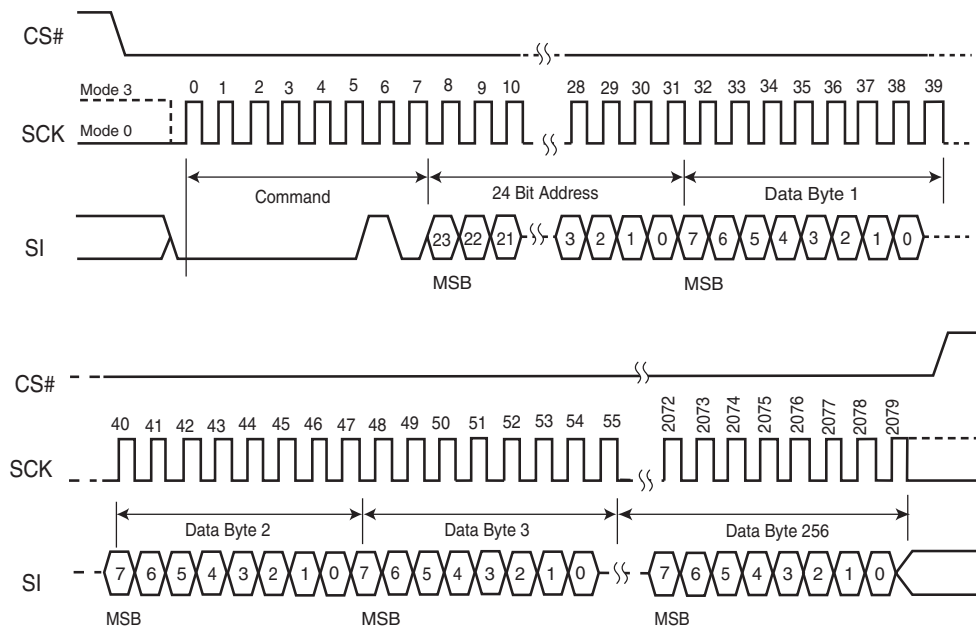 CS#
Mode 3
SCK
Mode 0
0 1 2 3 4 5 6 7 8 9 10 28 29 30 31 32 33 34 35 36 37 38 39
Command
24 Bit Address
Data Byte 1
SI
23 22 21 3 2 1 0 7 6 5 4 3 2 1 0
MSB
MSB
CS#
40 41 42 43 44 45 46 47 48 49 50 51 52 53 54 55 2072 2073 2074 2075 2076 2077 2078 2079
SCK
Data Byte 2
Data Byte 3
Data Byte 256
SI
7 6 5 4 3 2 1 0 7 6 5 4 3 2 1 0 7 6 5 4 3 2 1 0
MSB
MSB
MSB